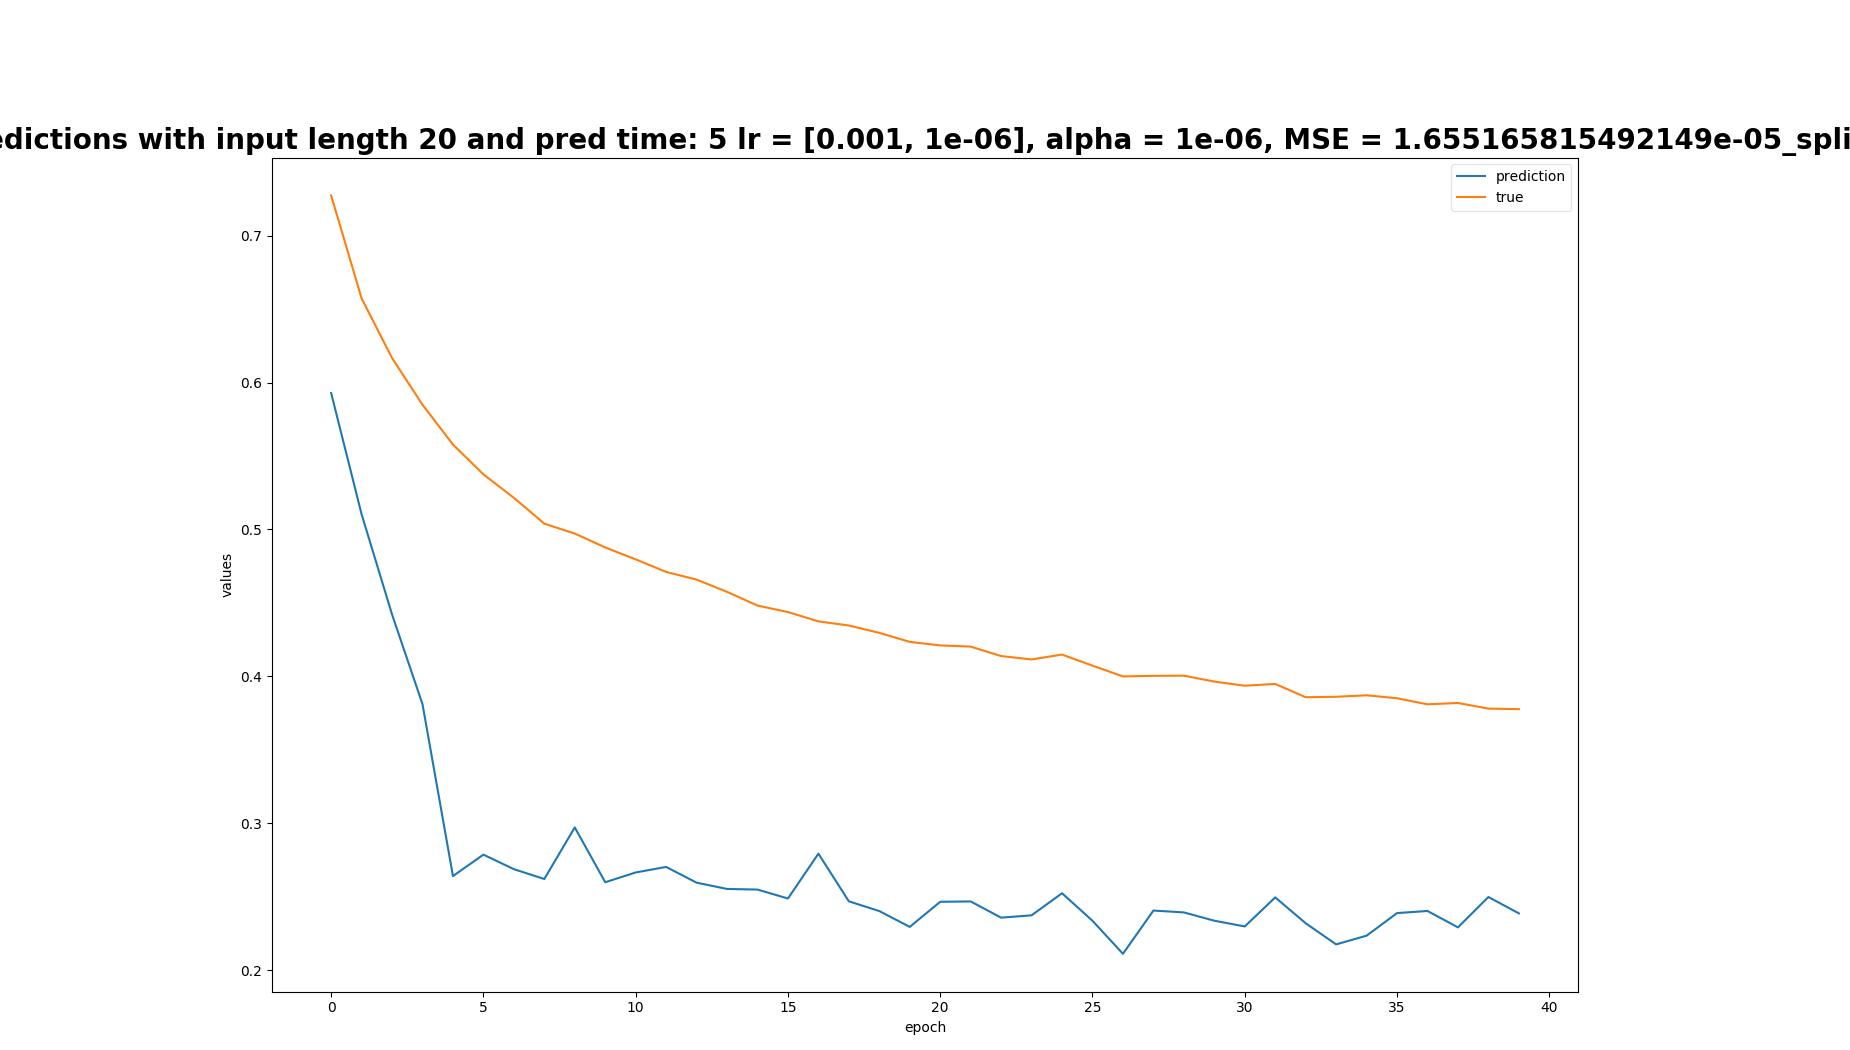 dictions with input length 20 and pred time: 5 lr = [0.001, 1e-06], alpha = 1e-06, MSE = 1.655165815492149e-05_spli
prediction
true
0.7
0.6
0.5
0.4
0.3
0.2
values
0 5 10 15 20 25 30 35 40
epoch